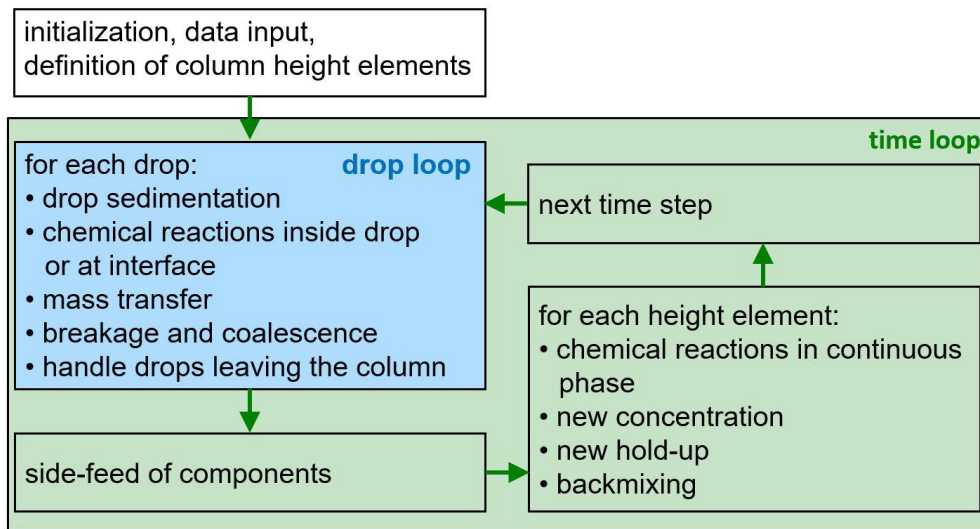 initialization, data input,
definition of column height elements
time loop
for each drop: drop loop
• drop sedimentation
• chemical reactions inside drop
or at interface
• mass transfer
• breakage and coalescence
• handle drops leaving the column
side-feed of components
for each height element:
• chemical reactions in continuous
phase
• new concentration
• new hold-up
• backmixing
next time step